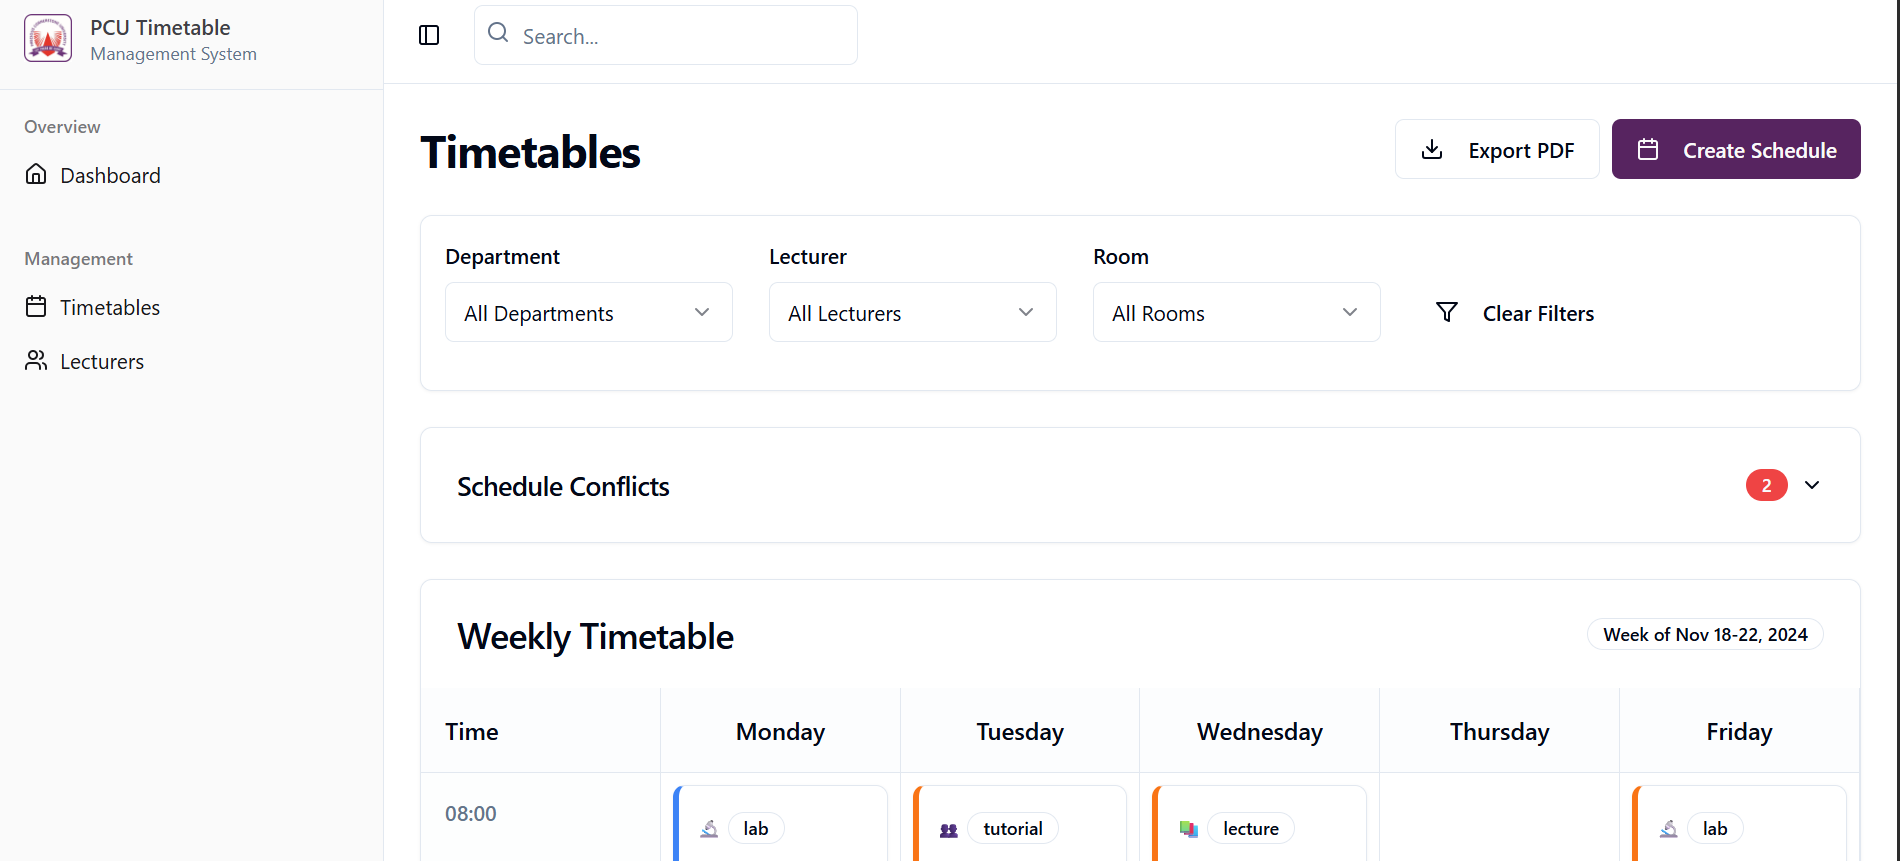 PCU Timetable
Management System
Search...
Overview
Dashboard
Management
Timetables
Lecturers
Timetables
Export PDF
Create Schedule
Department
Lecturer
Room
All Departments
All Lecturers
All Rooms
Clear Filters
Schedule Conflicts
2
Weekly Timetable
Week of Nov 18-22, 2024
Time
Monday
Tuesday
Wednesday
Thursday
Friday
08:00
lab
tutorial
lecture
lab